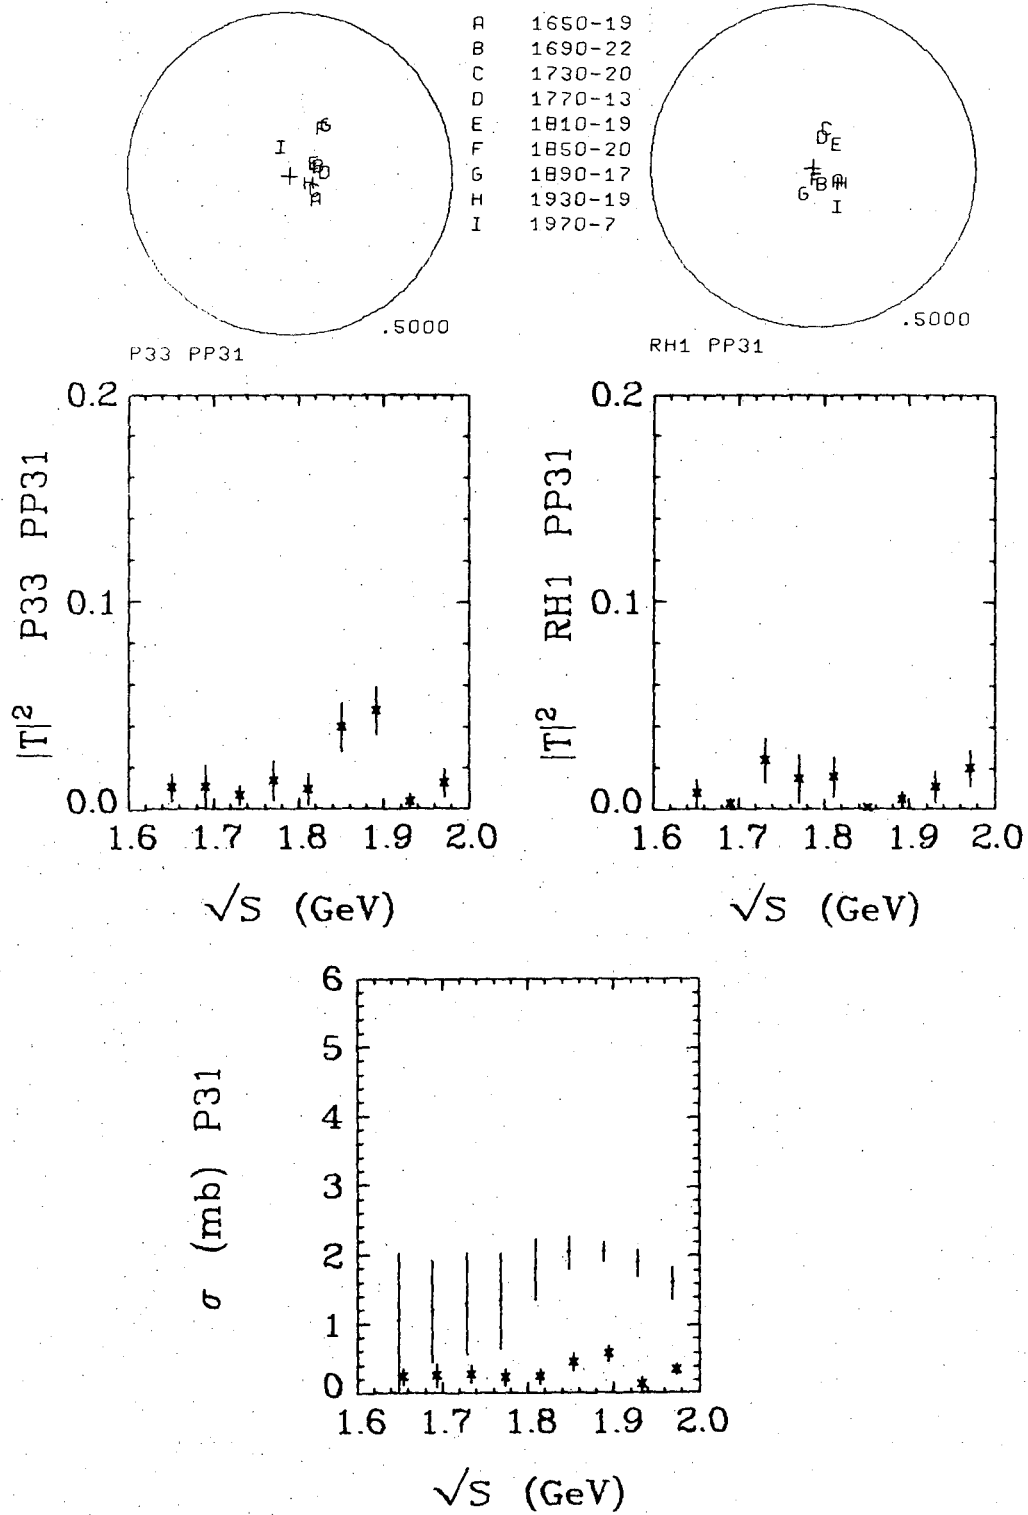 A 1650-19
B 1690-22
C 1730-20
D 1770-13
E 1810-19
F 1850-20
G 1890-17
H 1930-19
I 1970-7
I
F G
D
H
C
A
.5000
P33 PP31
C
D E
F
B A H
G
I
.5000
RH1 PP31
|T|² P33 PP31
0.2
0.1
0.0
1.6 1.7 1.8 1.9 2.0
√S (GeV)
|T|² RH1 PP31
0.2
0.1
0.0
1.6 1.7 1.8 1.9 2.0
√S (GeV)
σ (mb) P31
6
5
4
3
2
1
0
1.6 1.7 1.8 1.9 2.0
√S (GeV)